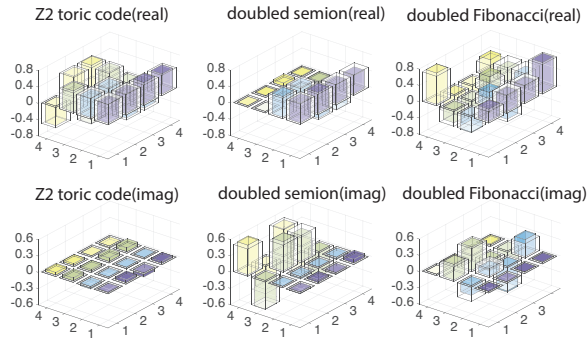 Z2 toric code(real) doubled semion(real) doubled Fibonacci(real)
0.8 0.8 0.8
0.4 0.4 0.4
0 0 0
-0.4 -0.4 -0.4
-0.8 -0.8 -0.8
4 3 2 1 1 2 3 4 4 3 2 1 1 2 3 4 4 3 2 1 1 2 3 4
Z2 toric code(imag) doubled semion(imag) doubled Fibonacci(imag)
0.6 0.6 0.6
0.3 0.3 0.3
0 0 0
-0.3 -0.3 -0.3
-0.6 -0.6 -0.6
4 3 2 1 1 2 3 4 4 3 2 1 1 2 3 4 4 3 2 1 1 2 3 4